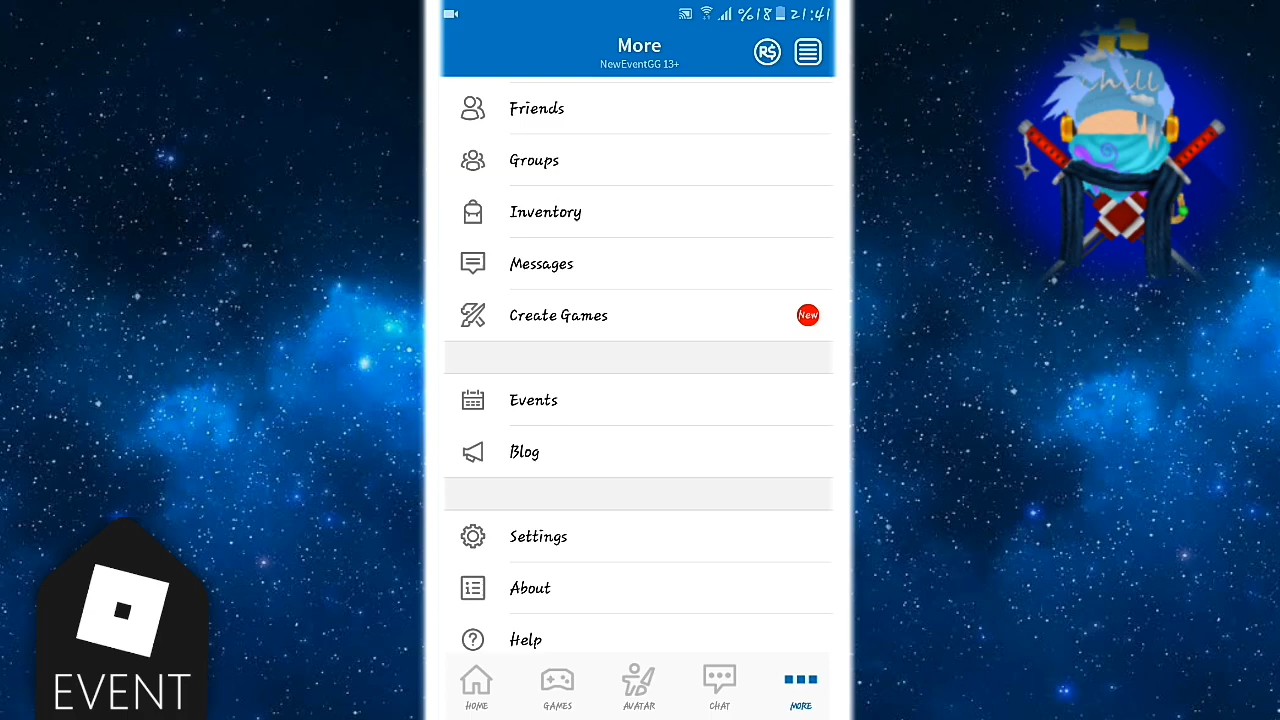 %18 21:41
More
NewEventGG 13+
R$
Friends
Groups
Inventory
Messages
Create Games
New
Events
Blog
Settings
About
Help
HOME
GAMES
AVATAR
CHAT
MORE
chill
EVENT